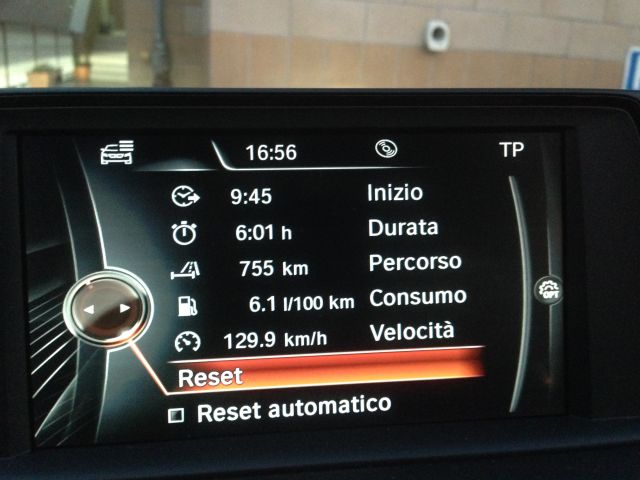 16:56 TP
9:45 Inizio
6:01 h Durata
755 km Percorso
6.1 l/100 km Consumo
OPT
129.9 km/h Velocità
Reset
Reset automatico